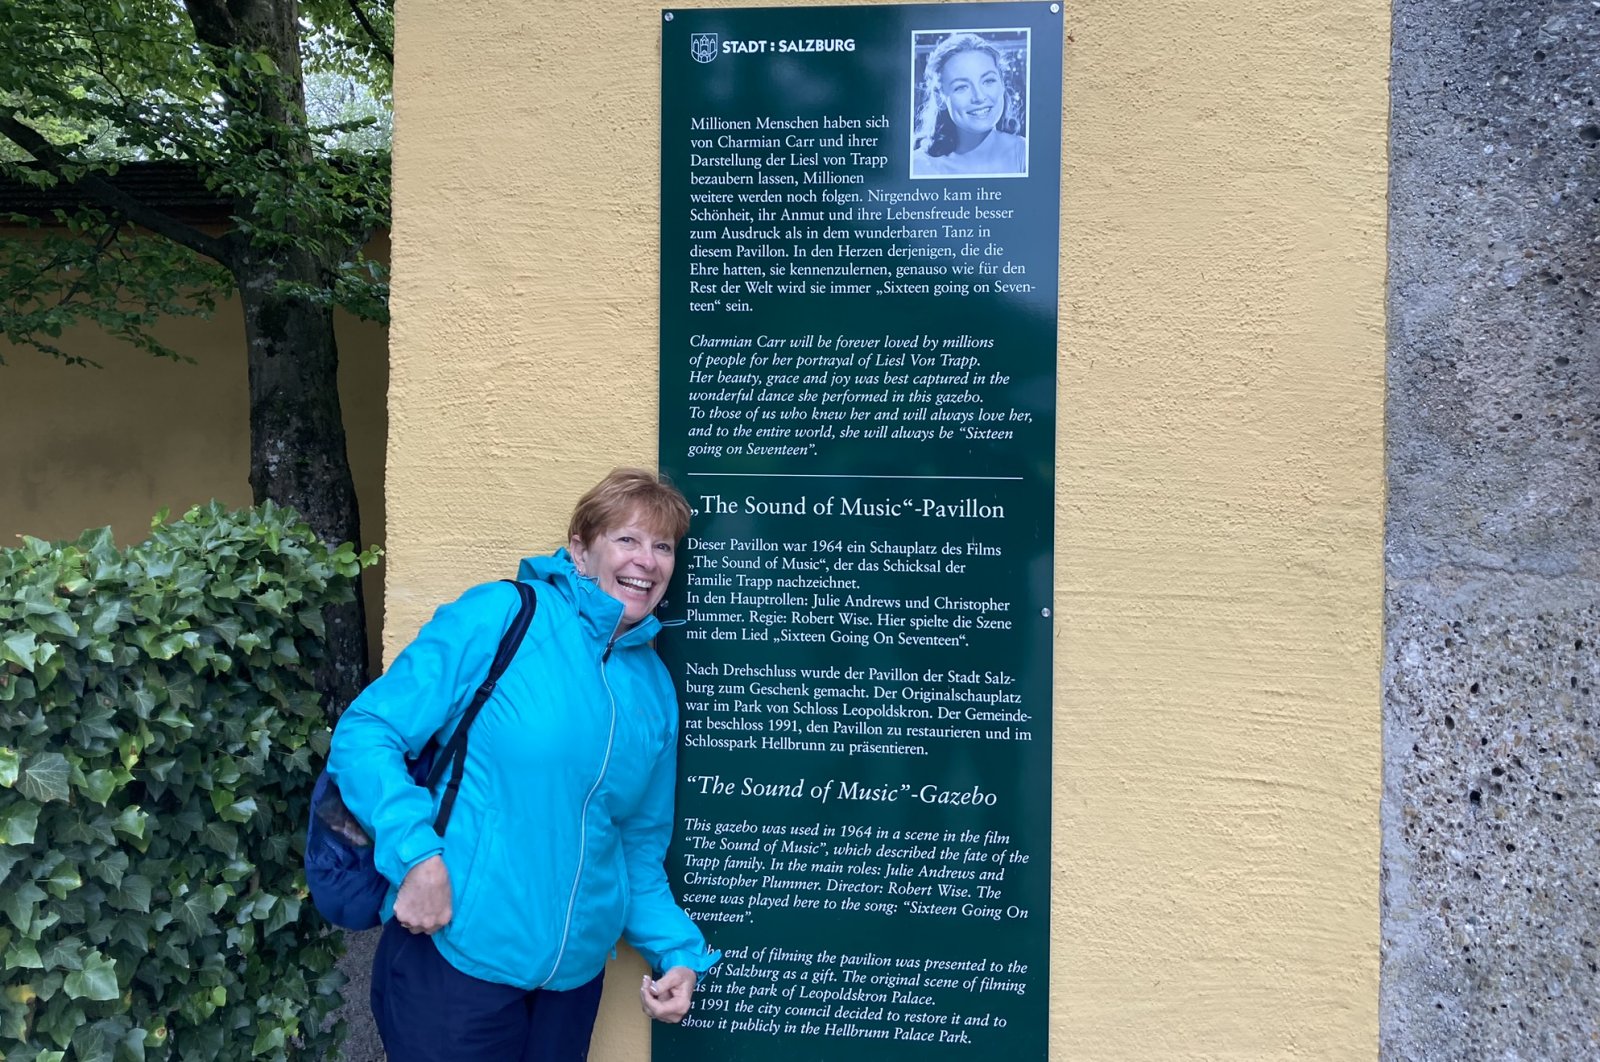 STADT : SALZBURG
Millionen Menschen haben sich
von Charmian Carr und ihrer
Darstellung der Liesl von Trapp
bezaubern lassen, Millionen
weitere werden noch folgen. Nirgendwo kam ihre
Schönheit, ihr Anmut und ihre Lebensfreude besser
zum Ausdruck als in dem wunderbaren Tanz in
diesem Pavillon. In den Herzen derjenigen, die die
Ehre hatten, sie kennenzulernen, genauso wie für den
Rest der Welt wird sie immer „Sixteen going on Seven-
teen“ sein.
Charmian Carr will be forever loved by millions
of people for her portrayal of Liesl Von Trapp.
Her beauty, grace and joy was best captured in the
wonderful dance she performed in this gazebo.
To those of us who knew her and will always love her,
and to the entire world, she will always be “Sixteen
going on Seventeen”.
„The Sound of Music“-Pavillon
Dieser Pavillon war 1964 ein Schauplatz des Films
„The Sound of Music“, der das Schicksal der
Familie Trapp nachzeichnet.
In den Hauptrollen: Julie Andrews und Christopher
Plummer. Regie: Robert Wise. Hier spielte die Szene
mit dem Lied „Sixteen Going On Seventeen“.
Nach Drehschluss wurde der Pavillon der Stadt Salz-
burg zum Geschenk gemacht. Der Originalschauplatz
war im Park von Schloss Leopoldskron. Der Gemeinde-
rat beschloss 1991, den Pavillon zu restaurieren und im
Schlosspark Hellbrunn zu präsentieren.
“The Sound of Music”-Gazebo
This gazebo was used in 1964 in a scene in the film
“The Sound of Music”, which described the fate of the
Trapp family. In the main roles: Julie Andrews and
Christopher Plummer. Director: Robert Wise. The
scene was played here to the song: “Sixteen Going On
Seventeen”.
end of filming the pavilion was presented to the
of Salzburg as a gift. The original scene of filming
in the park of Leopoldskron Palace.
1991 the city council decided to restore it and to
show it publicly in the Hellbrunn Palace Park.